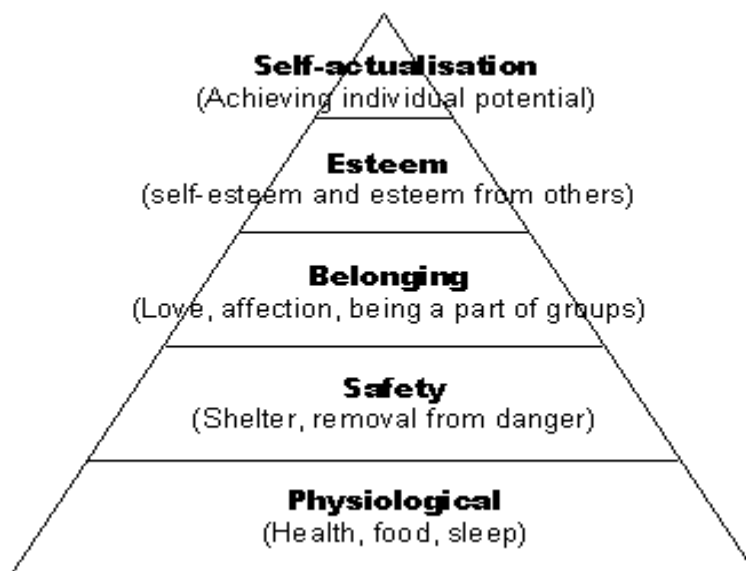 Self-actualisation
(Achieving individual potential)
Esteem
(self-esteem and esteem from others)
Belonging
(Love, affection, being a part of groups)
Safety
(Shelter, removal from danger)
Physiological
(Health, food, sleep)